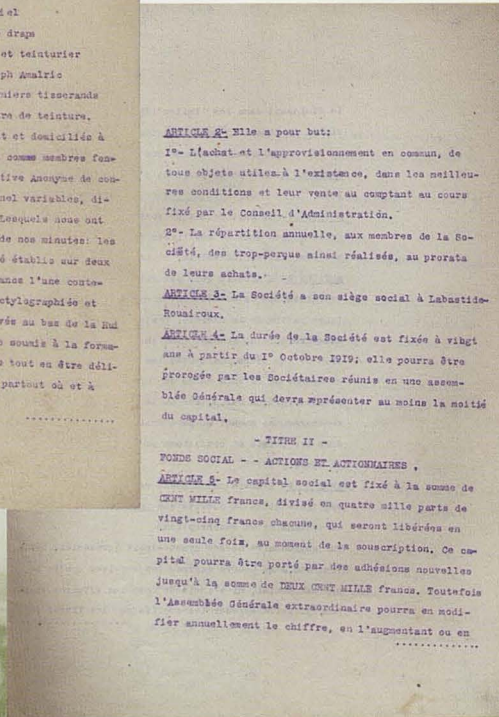 iel
draps
et teinturier
ph Amalric
miers tisserands
re de teinture.
t et domiciliés à
comme membres fon-
tive Anonyme de con-
nel variables, di-
Lesquels nous ont
de nos minutes: les
é établis sur deux
ance l'une conte-
ctylographiée et
vés au bas de la
soumis à la forma-
tout en être déli-
partout où et à
..............
ARTICLE 2- Elle a pour but:
1°- L'achat et l'approvisionnement en commun, de
tous objets utiles à l'existence, dans les meilleu-
res conditions et leur vente au comptant au cours
fixé par le Conseil d'Administration.
2°- La répartition annuelle, aux membres de la So-
ciété, des trop-perçus ainsi réalisés, au prorata
de leurs achats.
ARTICLE 3- La Société a son siège social à Labastide-
Rouairoux.
ARTICLE 4- La durée de la Société est fixée à vingt
ans à partir du 1° Octobre 1919; elle pourra être
prorogée par les Sociétaires réunis en une assem-
blée Générale qui devra représenter au moins la moitié
du capital.
- TITRE II -
FONDS SOCIAL - - ACTIONS ET ACTIONNAIRES.
ARTICLE 5- Le capital social est fixé à la somme de
CENT MILLE francs, divisé en quatre mille parts de
vingt-cinq francs chacune, qui seront libérées en
une seule fois, au moment de la souscription. Ce ca-
pital pourra être porté par des adhésions nouvelles
jusqu'à la somme de DEUX CENT MILLE francs. Toutefois
l'Assemblée Générale extraordinaire pourra en modi-
fier annuellement le chiffre, en l'augmentant ou en
..............